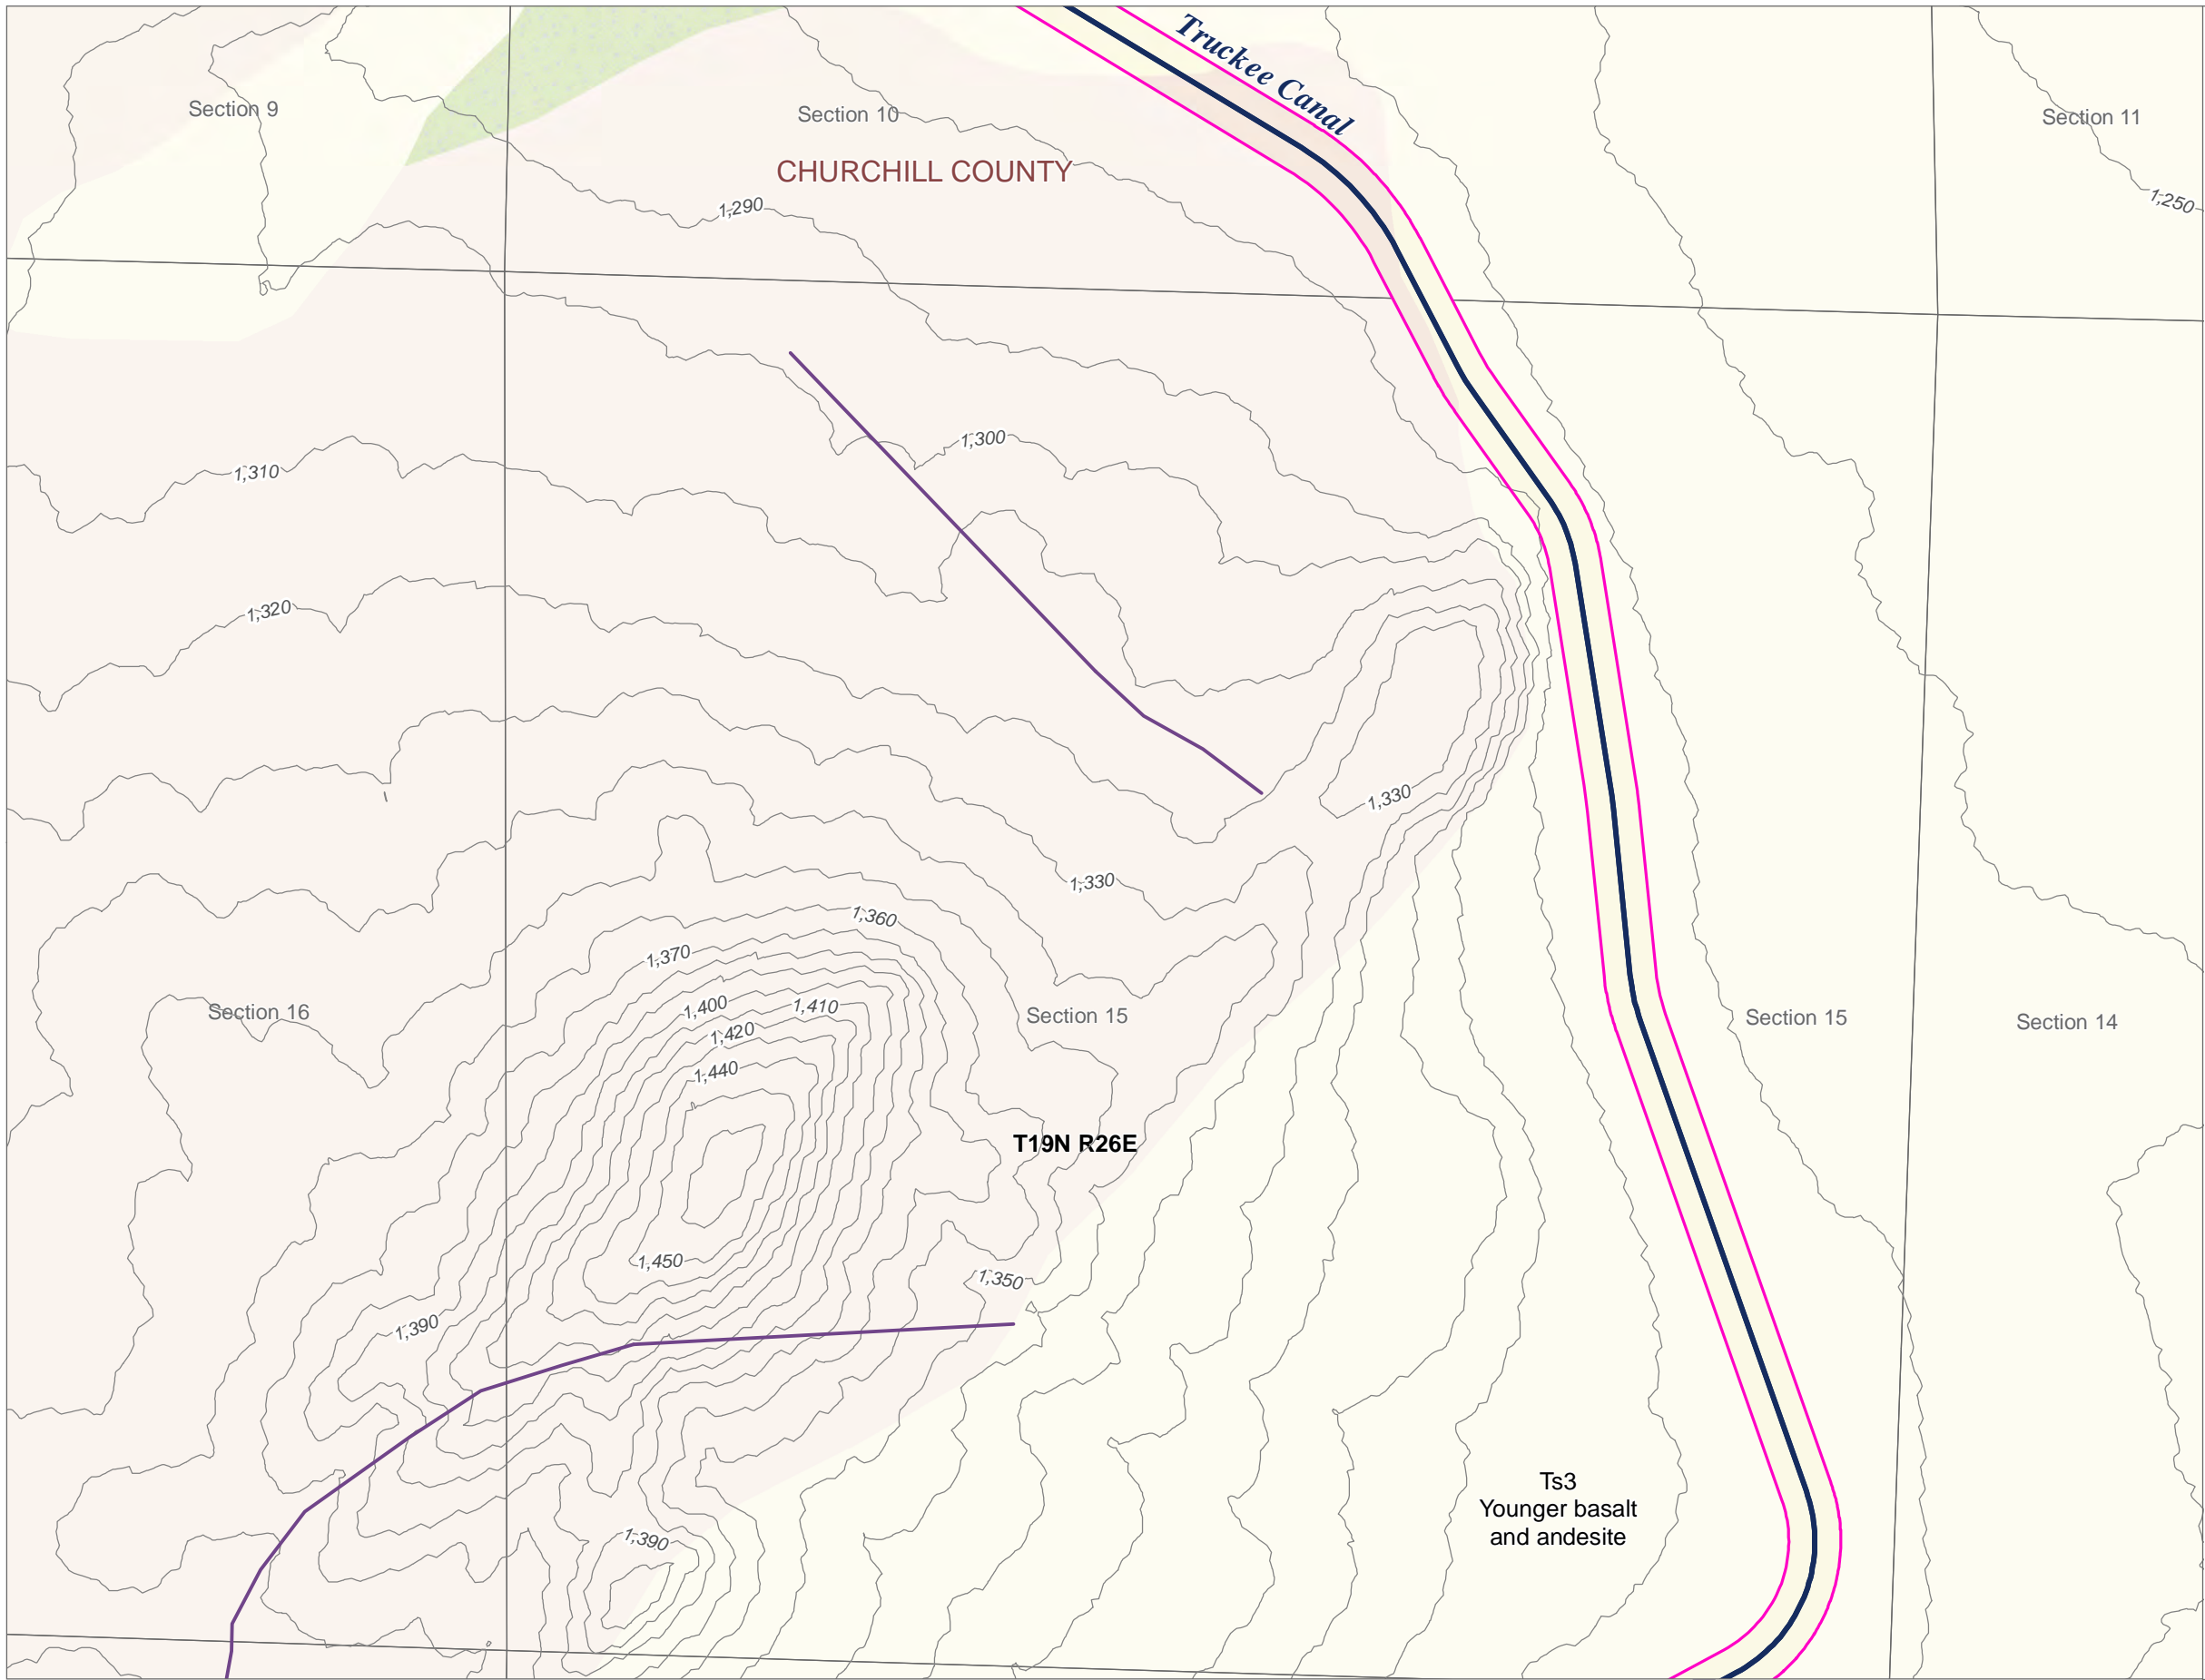 Truckee Canal
Section 9
Section 10
Section 11
CHURCHILL COUNTY
1,290
1,250
1,300
1,310
1,320
1,330
1,330
1,360
1,370
1,400
1,410
Section 16
Section 15
Section 15
Section 14
1,420
1,440
T19N R26E
1,450
1,350
1,390
Ts3
Younger basalt
and andesite
1,390